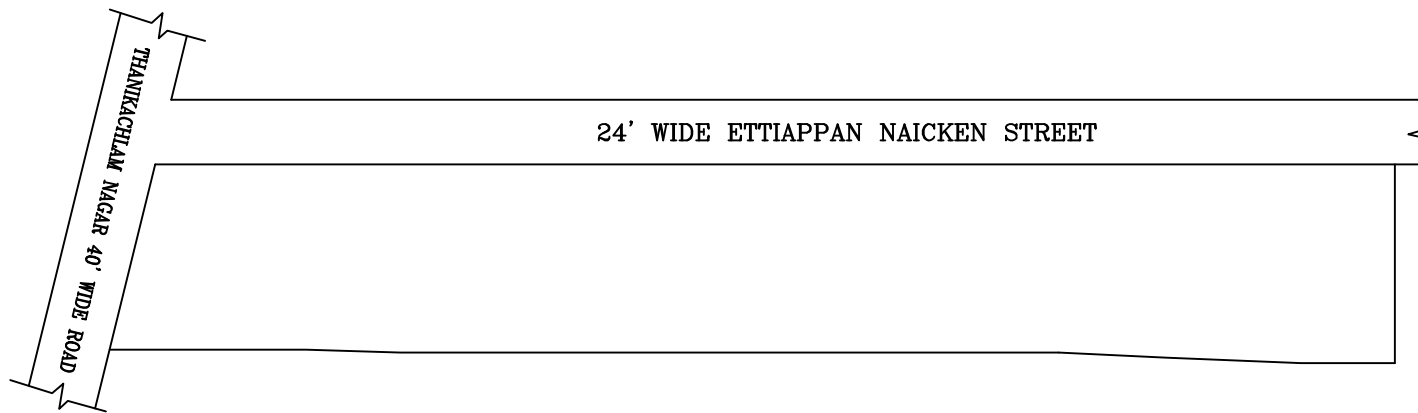 THANIKACHLAM NAGAR 40' WIDE ROAD
24' WIDE ETTIAPPAN NAICKEN STREET